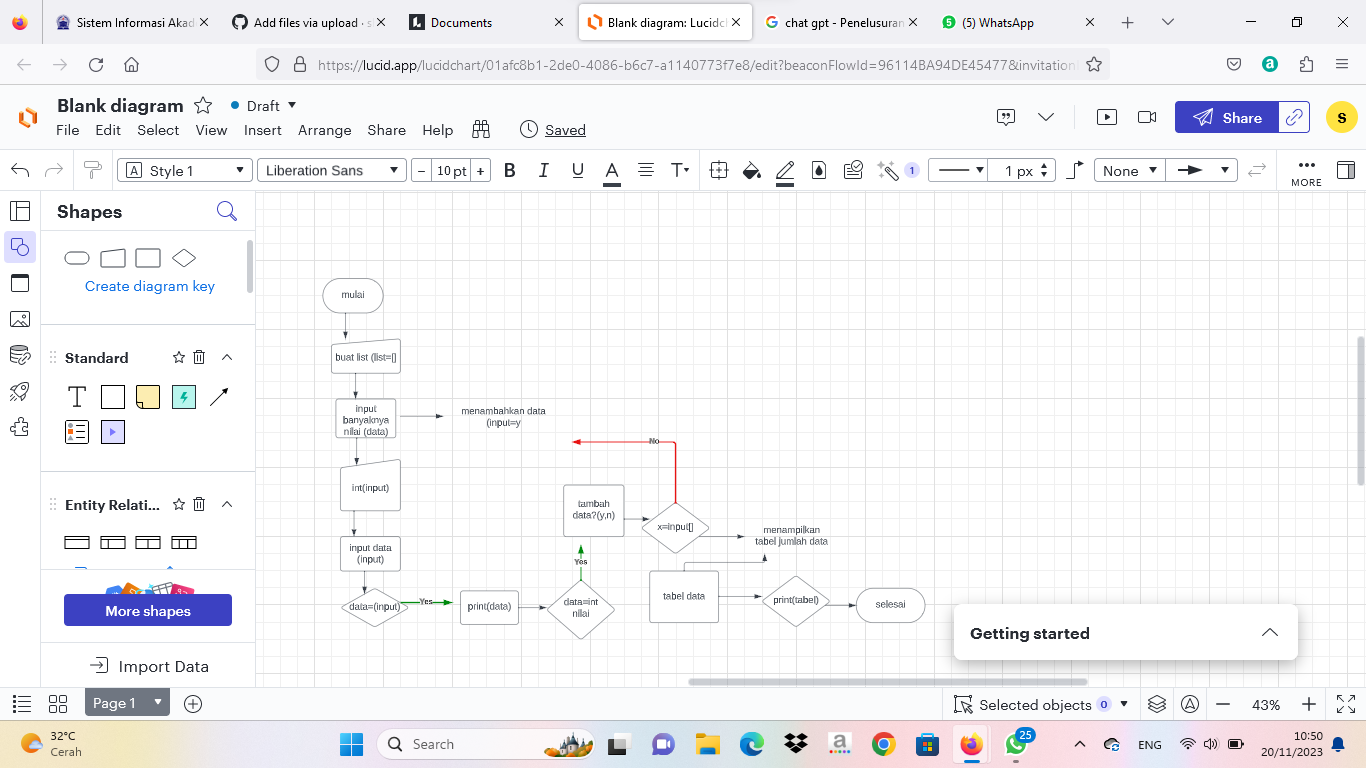 Sistem Informasi Akad
Add files via upload · s
Documents
Blank diagram: Lucidc
chat gpt - Penelusuran
(5) WhatsApp
https://lucid.app/lucidchart/01afc8b1-2de0-4086-b6c7-a1140773f7e8/edit?beaconFlowId=96114BA94DE45477&invitationI
Blank diagram
Draft
File Edit Select View Insert Arrange Share Help
Saved
Share
S
Style 1
Liberation Sans
10 pt
B I U A T
1
1 px
None
MORE
Shapes
Create diagram key
Standard
Entity Relati...
More shapes
Import Data
mulai
buat list (list=[]
input
banyaknya
nilai (data)
menambahkan data
(input=y
int(input)
input data
(input)
data=(input)
Yes
print(data)
data=int
nilai
Yes
tambah
data?(y,n)
x=input[]
No
menampilkan
tabel jumlah data
tabel data
print(tabel)
selesai
Getting started
Page 1
Selected objects 0
43%
32°C
Cerah
Search
a
25
ENG
10:50
20/11/2023